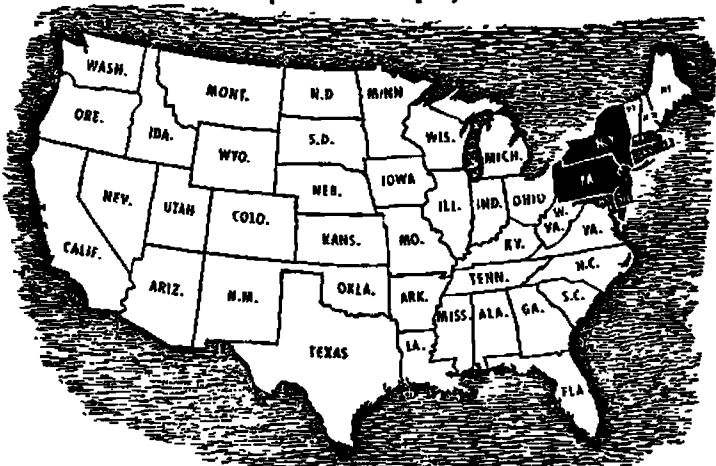 WASH.
MONT.
N.D
MINN
ORE.
IDA.
WYO.
S.D.
WIS.
MICH.
N.Y.
PA.
NEV.
UTAH
COLO.
NEB.
IOWA
ILL.
IND.
OHIO
W.
VA.
VA.
CALIF.
KANS.
MO.
KY.
ARIZ.
N.M.
OKLA.
ARK.
TENN.
N.C.
S.C.
TEXAS
LA.
MISS.
ALA.
GA.
FLA